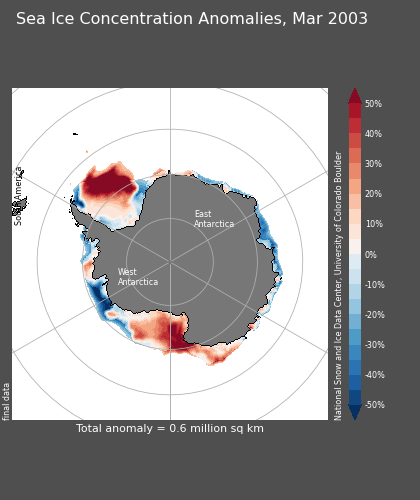 Sea Ice Concentration Anomalies, Mar 2003
South America
East
Antarctica
West
Antarctica
50%
40%
30%
20%
10%
0%
-10%
-20%
-30%
-40%
-50%
National Snow and Ice Data Center, University of Colorado Boulder
final data
Total anomaly = 0.6 million sq km